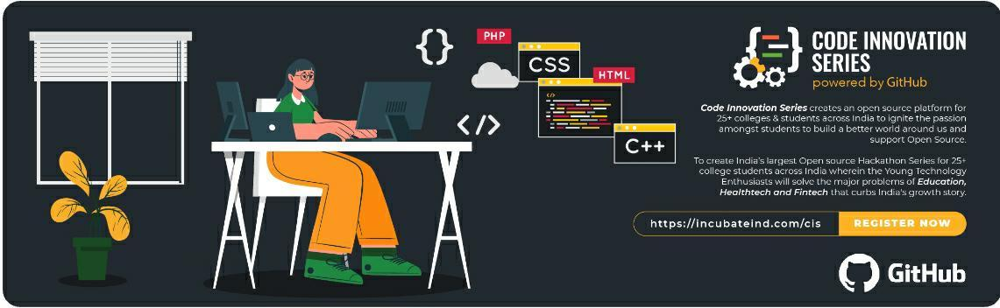 {}
PHP
CSS
HTML
</>
</>
C++
{ }
CODE INNOVATION
SERIES
powered by GitHub
Code Innovation Series creates an open source platform for
25+ colleges & students across India to ignite the passion
amongst students to build a better world around us and
support Open Source.
To create India's largest Open source Hackathon Series for 25+
college students across India wherein the Young Technology
Enthusiasts will solve the major problems of Education,
Healthtech and Fintech that curbs India's growth story.
https://incubateind.com/cis
REGISTER NOW
GitHub